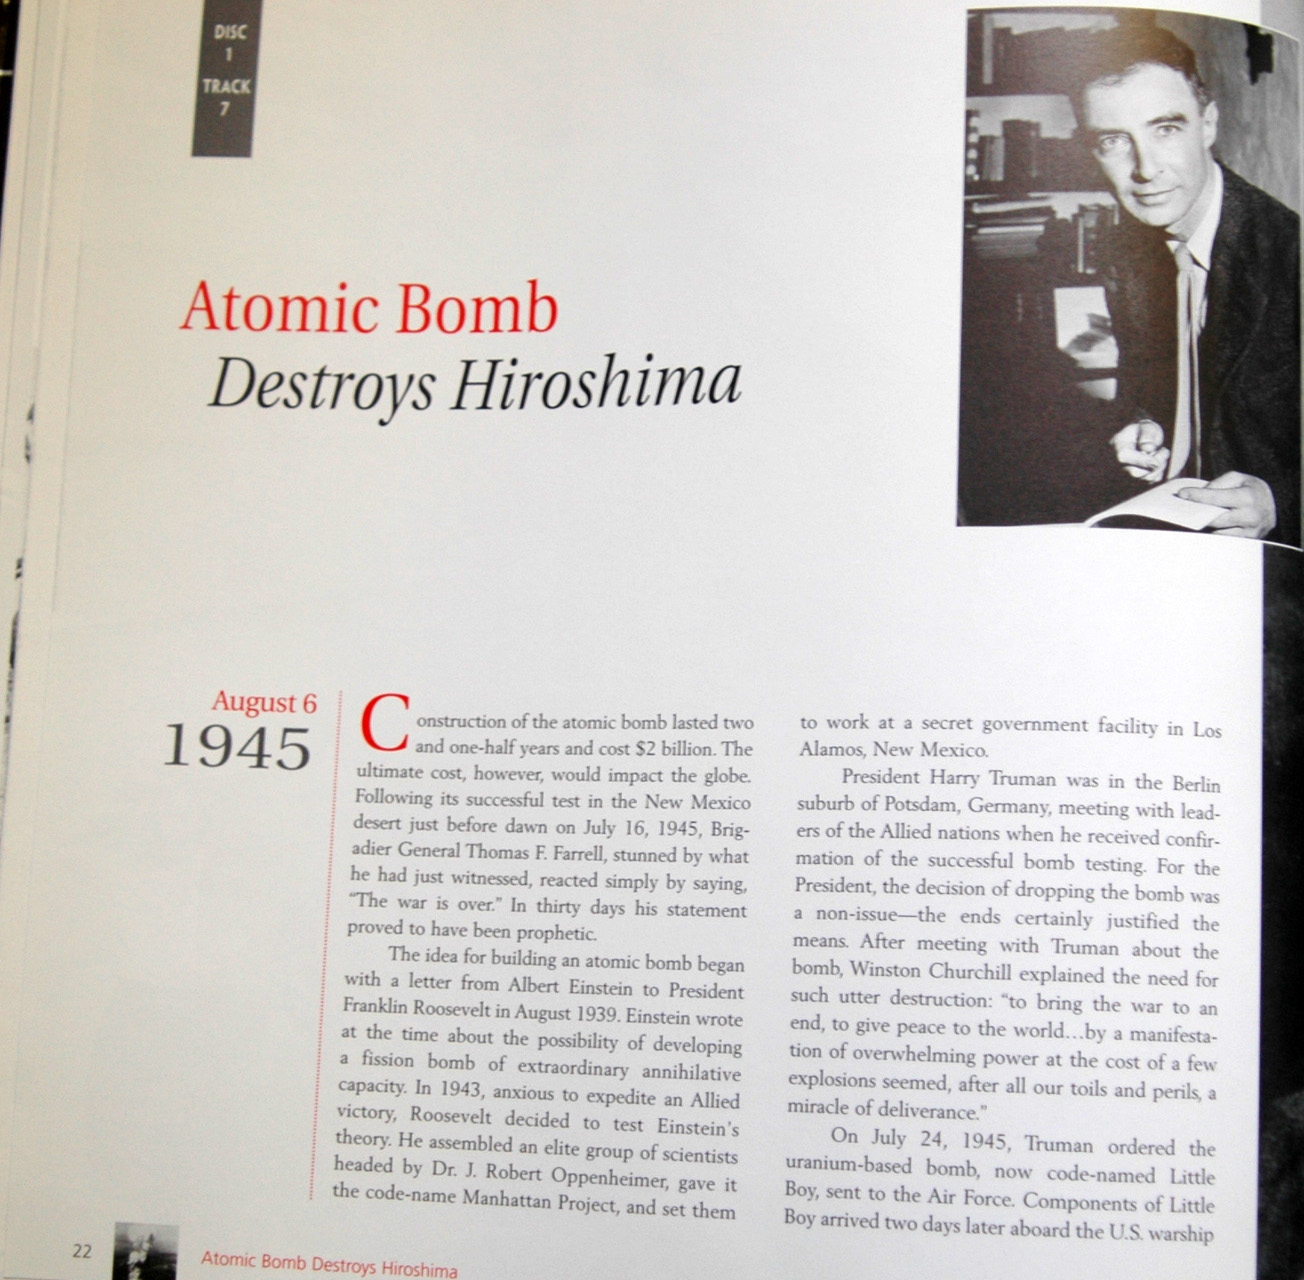 DISC
1
TRACK
7
Atomic Bomb
Destroys Hiroshima
August 6
1945
Construction of the atomic bomb lasted two
and one-half years and cost $2 billion. The
ultimate cost, however, would impact the globe.
Following its successful test in the New Mexico
desert just before dawn on July 16, 1945, Brig-
adier General Thomas F. Farrell, stunned by what
he had just witnessed, reacted simply by saying,
“The war is over.” In thirty days his statement
proved to have been prophetic.
The idea for building an atomic bomb began
with a letter from Albert Einstein to President
Franklin Roosevelt in August 1939. Einstein wrote
at the time about the possibility of developing
a fission bomb of extraordinary annihilative
capacity. In 1943, anxious to expedite an Allied
victory, Roosevelt decided to test Einstein’s
theory. He assembled an elite group of scientists
headed by Dr. J. Robert Oppenheimer, gave it
the code-name Manhattan Project, and set them
to work at a secret government facility in Los
Alamos, New Mexico.
President Harry Truman was in the Berlin
suburb of Potsdam, Germany, meeting with lead-
ers of the Allied nations when he received confir-
mation of the successful bomb testing. For the
President, the decision of dropping the bomb was
a non-issue—the ends certainly justified the
means. After meeting with Truman about the
bomb, Winston Churchill explained the need for
such utter destruction: “to bring the war to an
end, to give peace to the world…by a manifesta-
tion of overwhelming power at the cost of a few
explosions seemed, after all our toils and perils, a
miracle of deliverance.”
On July 24, 1945, Truman ordered the
uranium-based bomb, now code-named Little
Boy, sent to the Air Force. Components of Little
Boy arrived two days later aboard the U.S. warship
22
Atomic Bomb Destroys Hiroshima